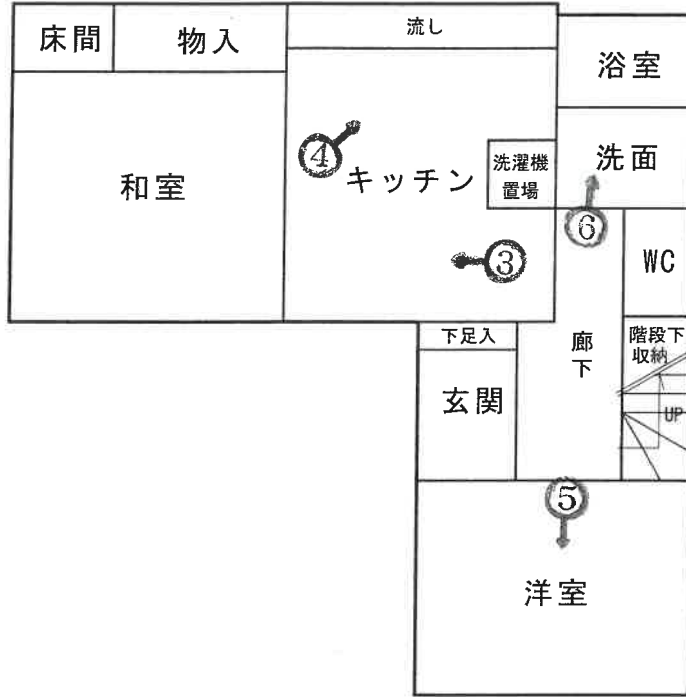 床間
物入
流し
浴室
④
和室
キッチン
洗濯機
置場
洗面
⑥
③
WC
下足入
廊下
階段下
収納
玄関
UP
⑤
洋室